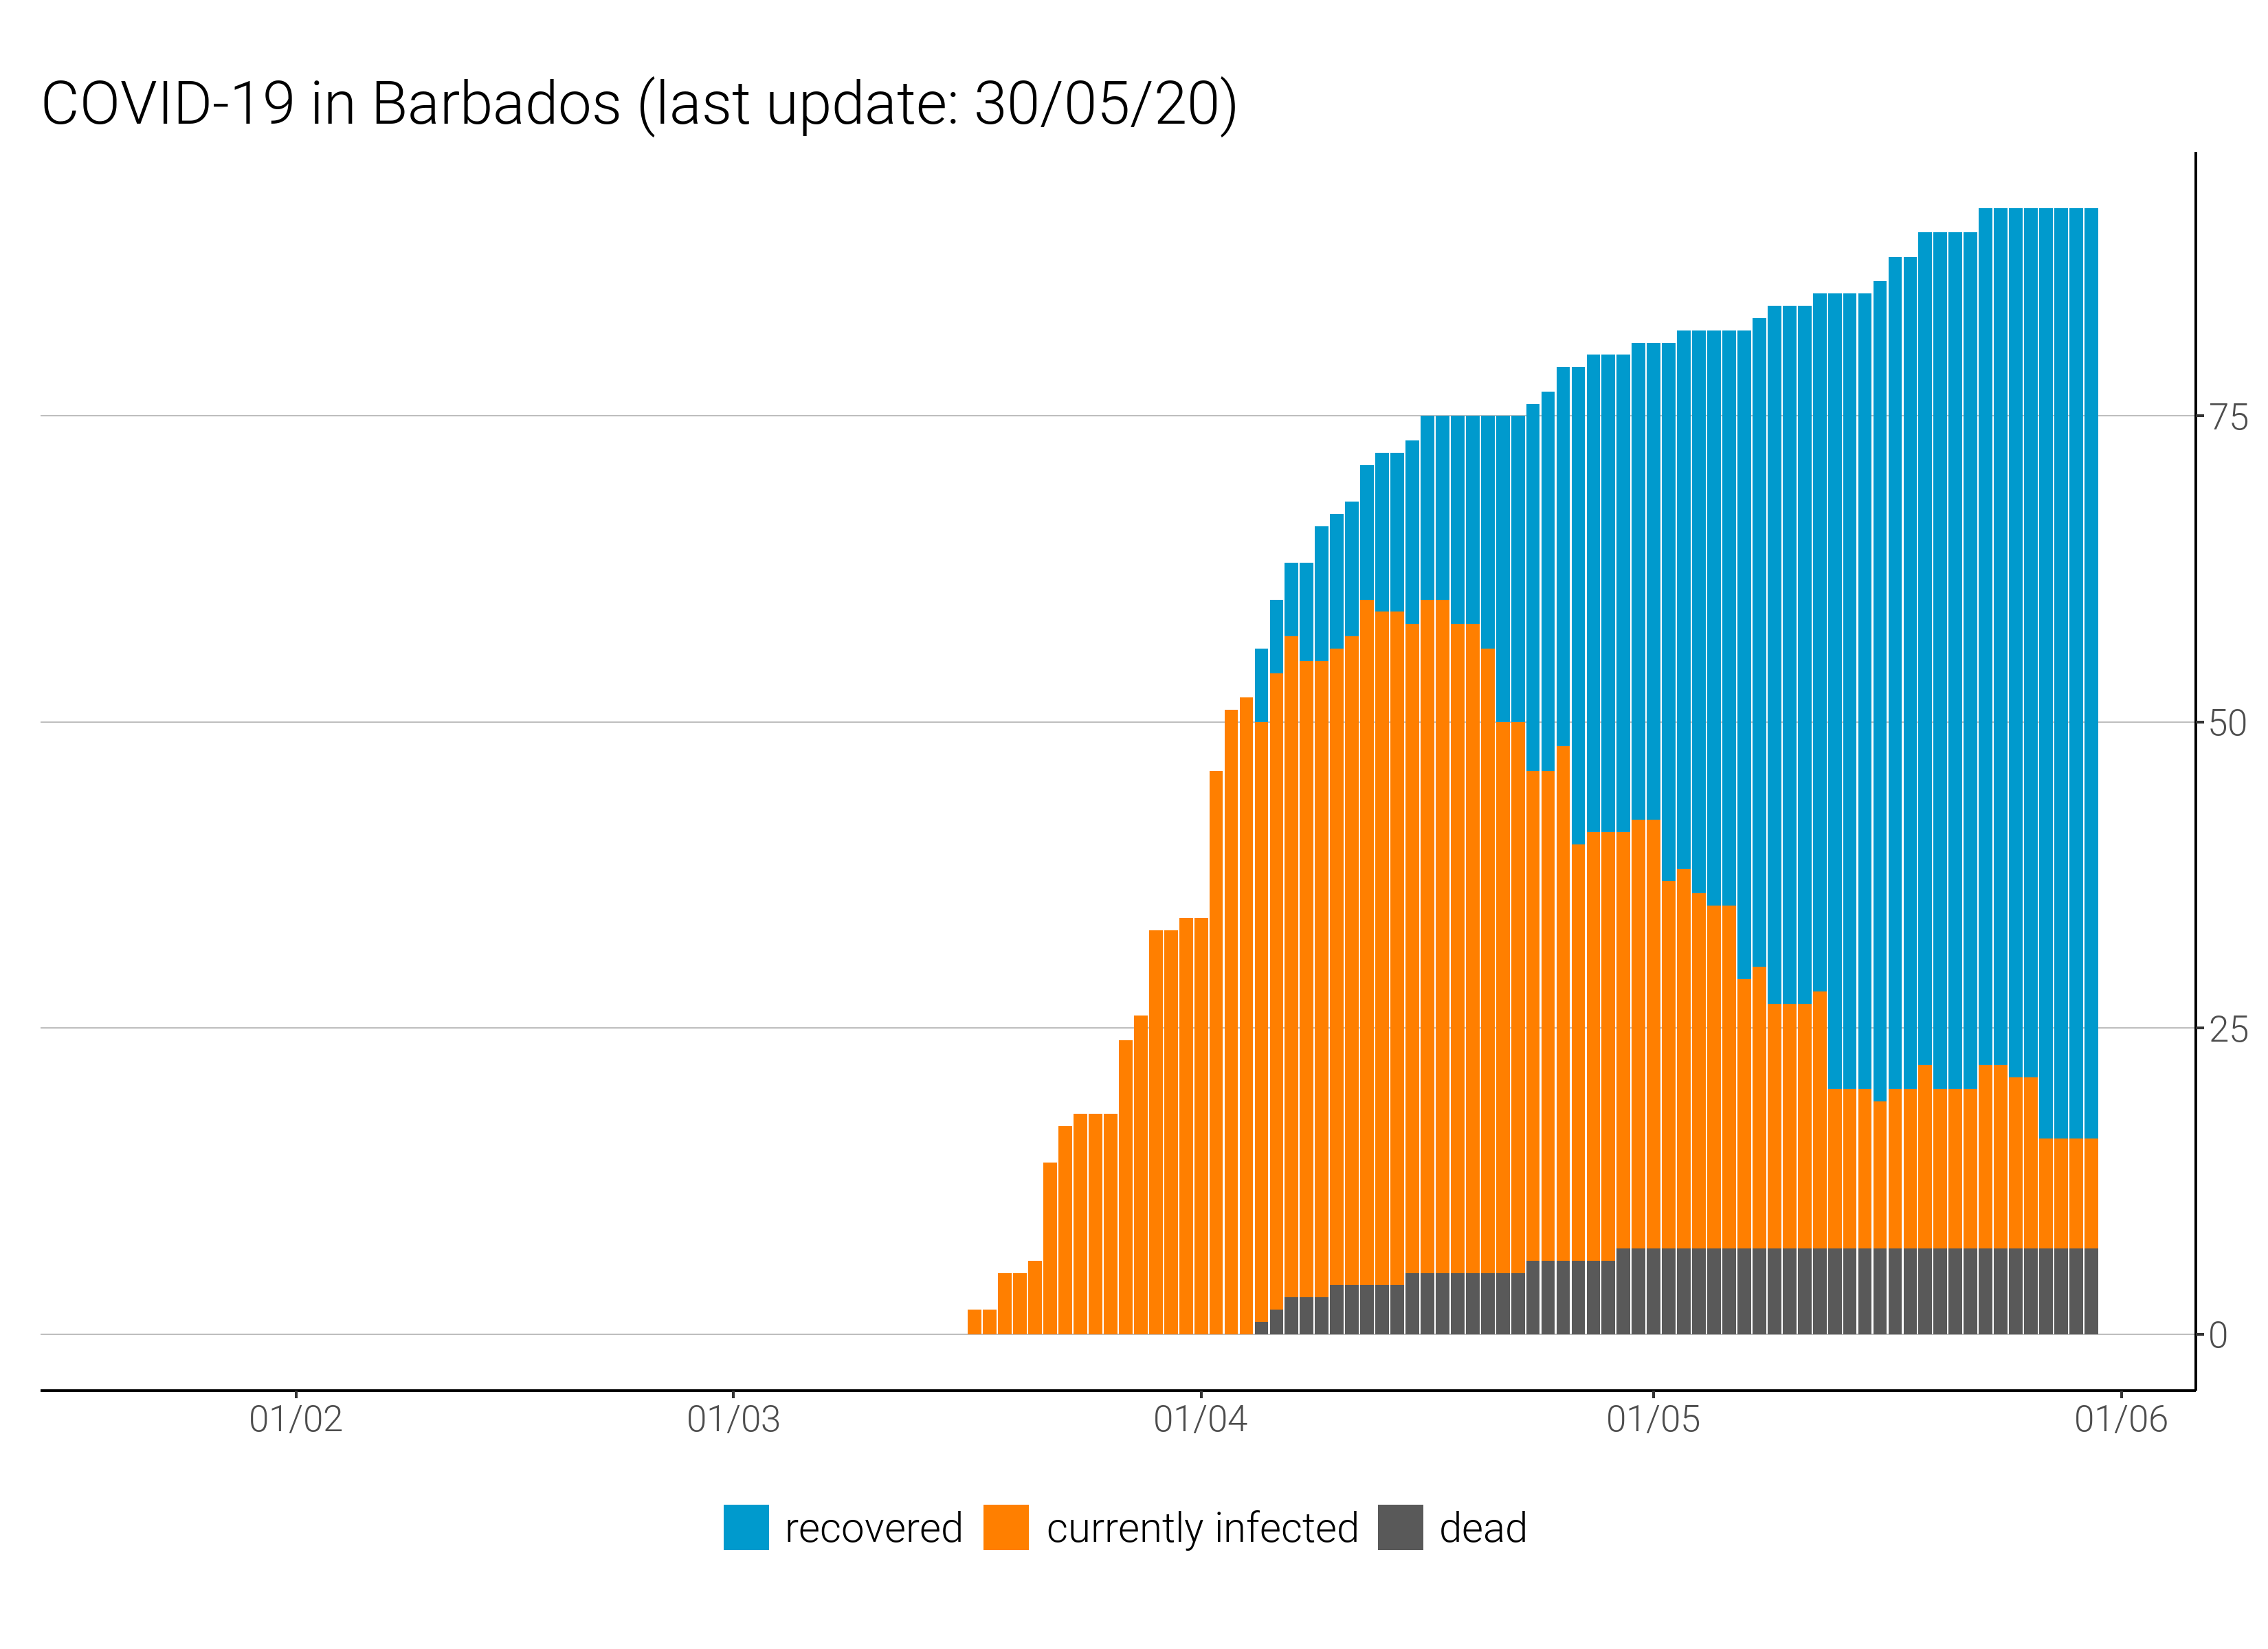 COVID-19 in Barbados (last update: 30/05/20)
75
50
25
0
01/02 01/03 01/04 01/05 01/06
recovered currently infected dead